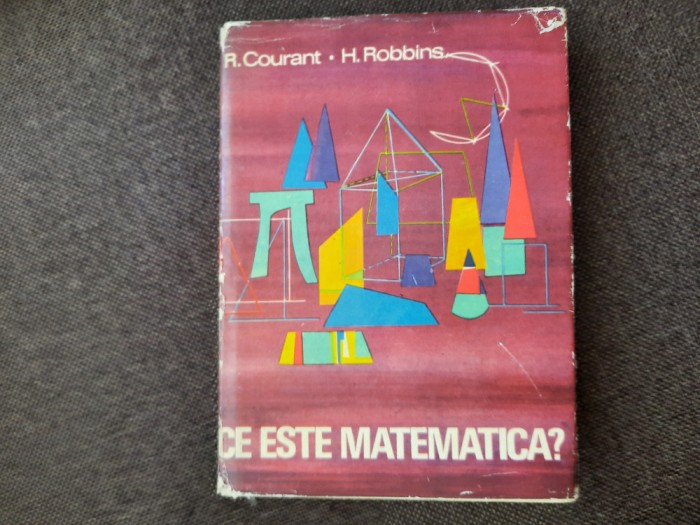 R. Courant • H. Robbins
CE ESTE MATEMATICA?